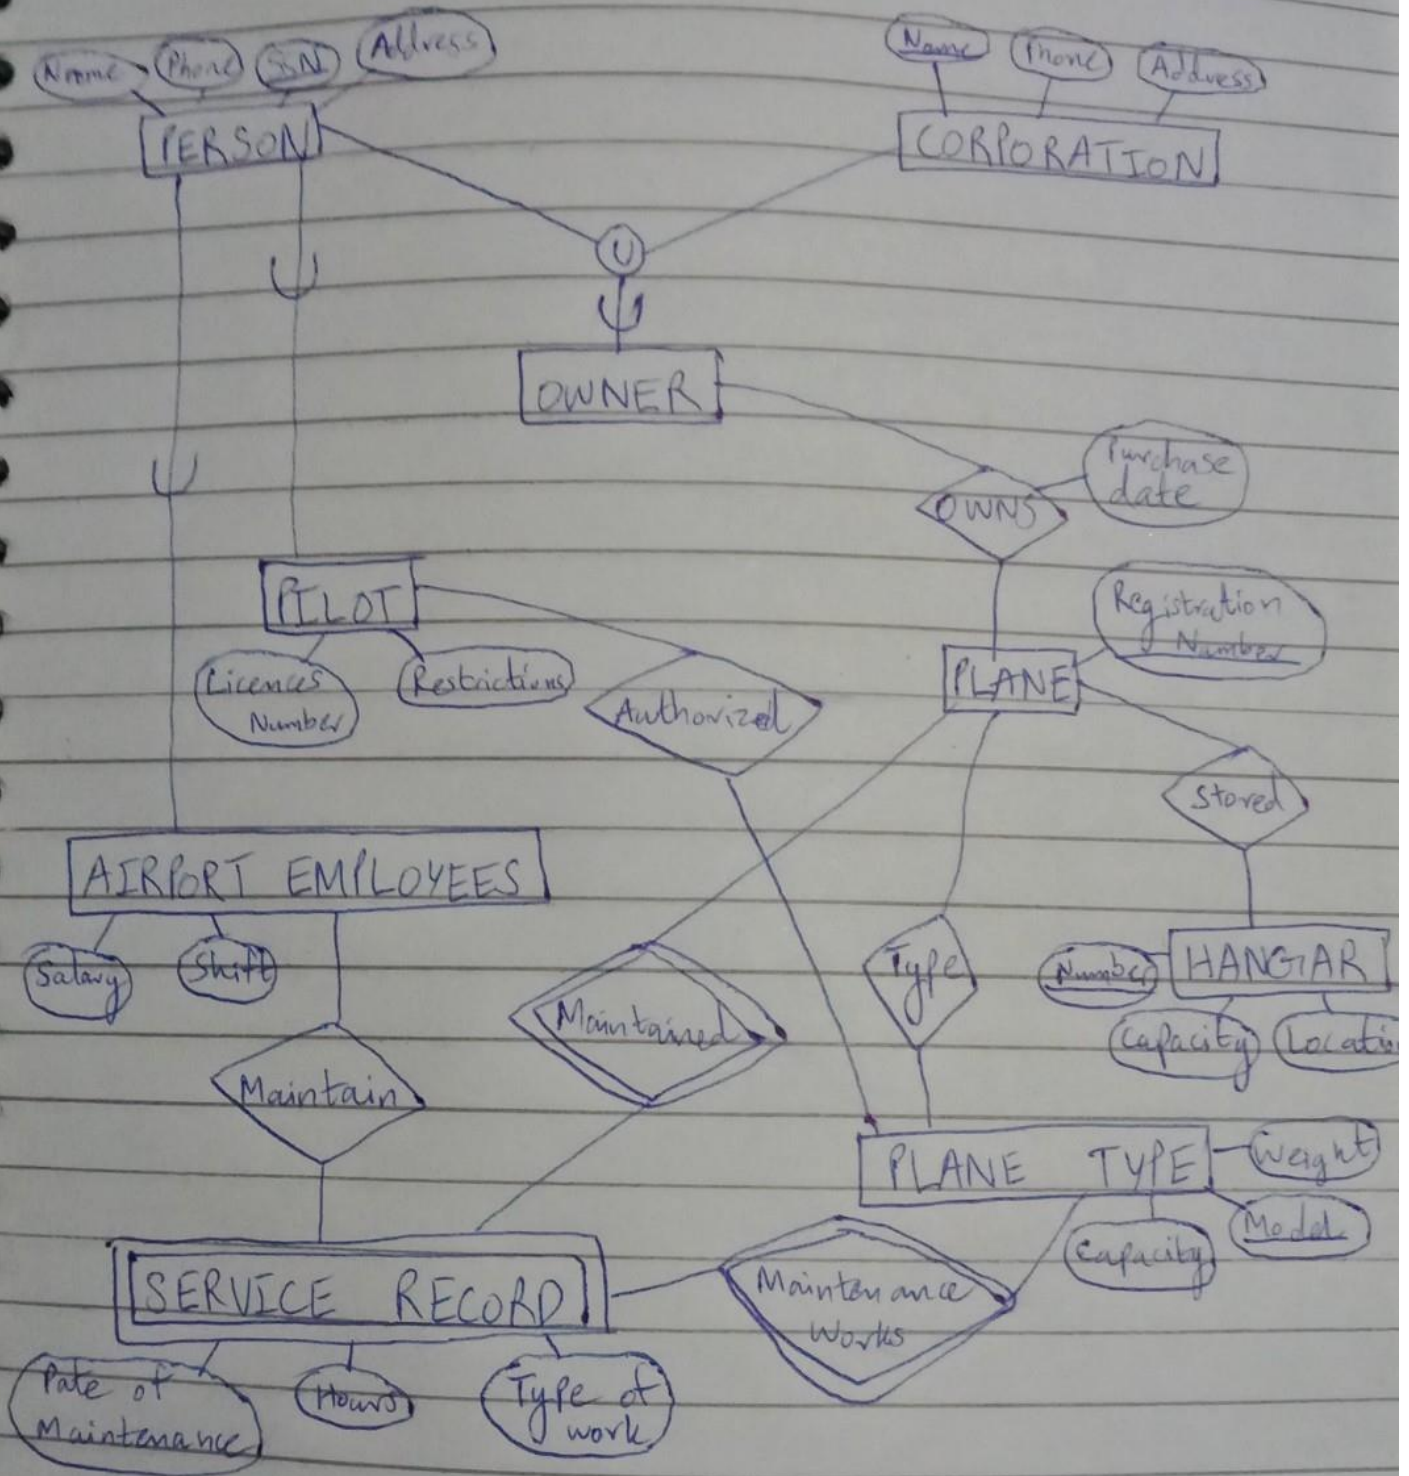 Name Phone SSN Address
Name Phone Address
PERSON
CORPORATION
U
OWNER
Purchase
date
OWNS
Registration
Number
PILOT
PLANE
Licences
Number
Restrictions
Authorized
Stored
AIRPORT EMPLOYEES
Salary
Shift
Maintained
Type
Number
HANGAR
Capacity
Locatio
Maintain
PLANE TYPE
Weight
Model
Capacity
SERVICE RECORD
Maintenance
Works
Date of
Maintenance
Hours
Type of
work